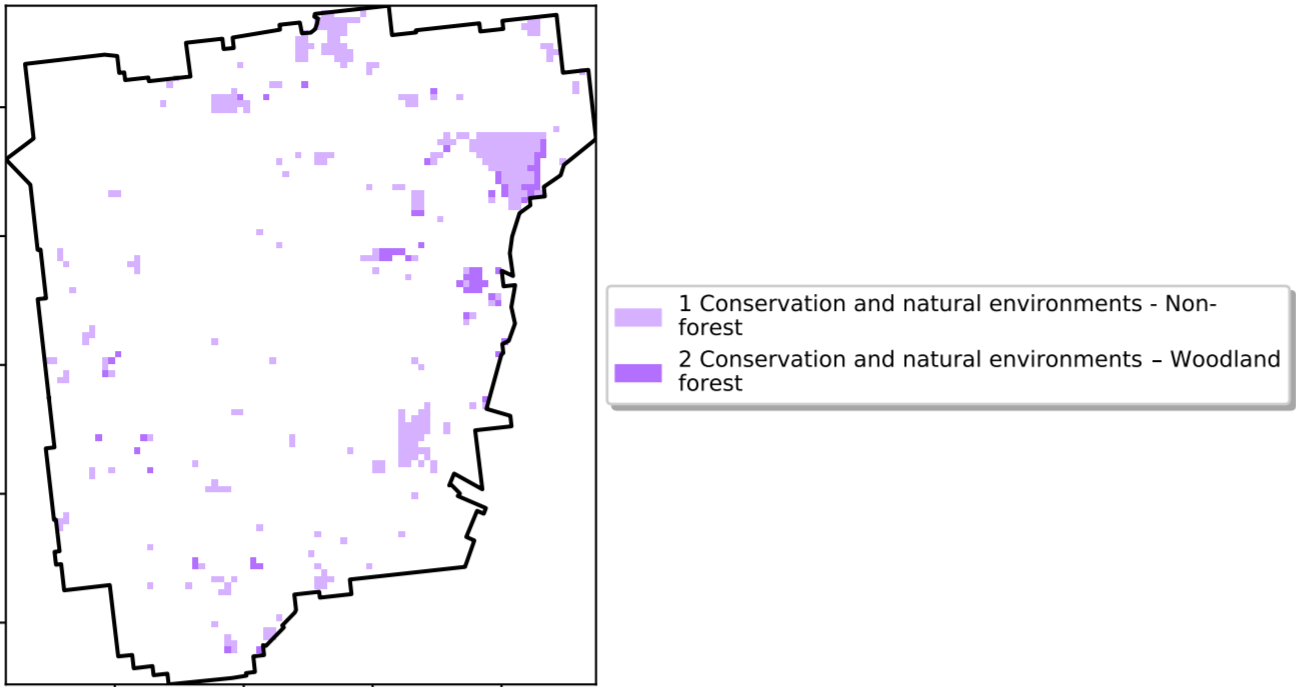 1 Conservation and natural environments - Non-
forest
2 Conservation and natural environments – Woodland
forest